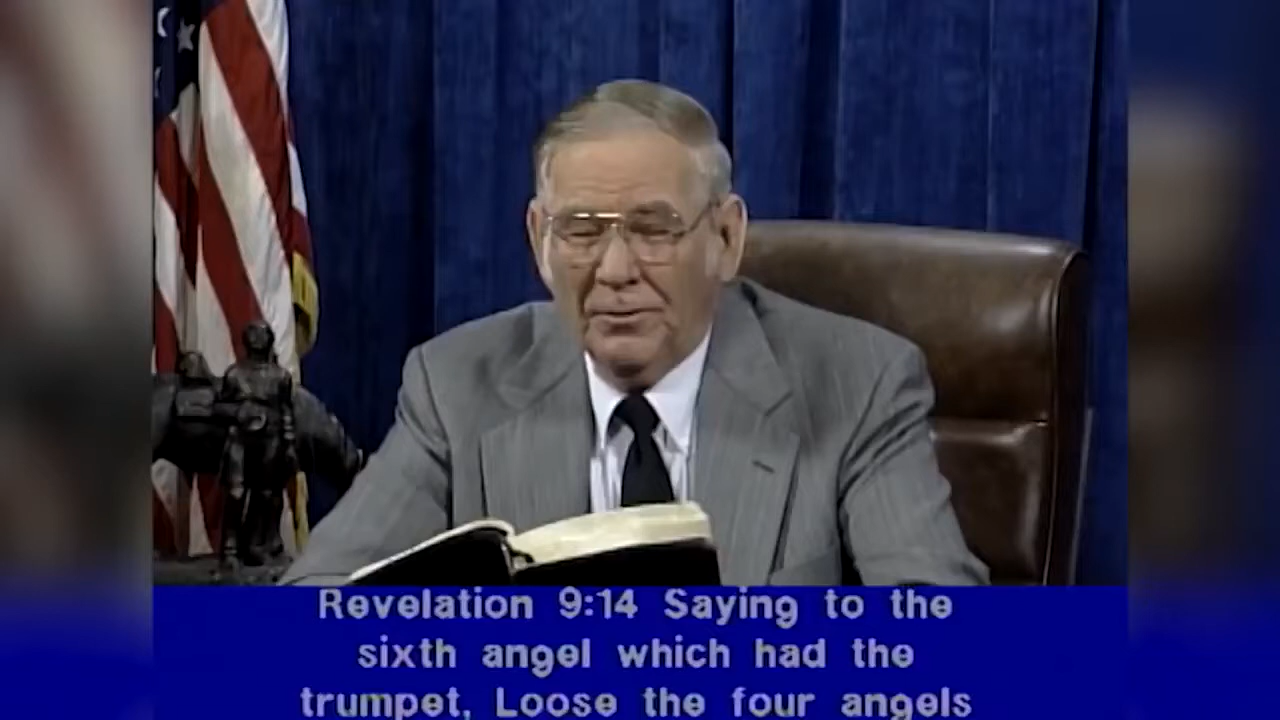 Revelation 9:14 Saying to the
sixth angel which had the
trumpet, Loose the four angels